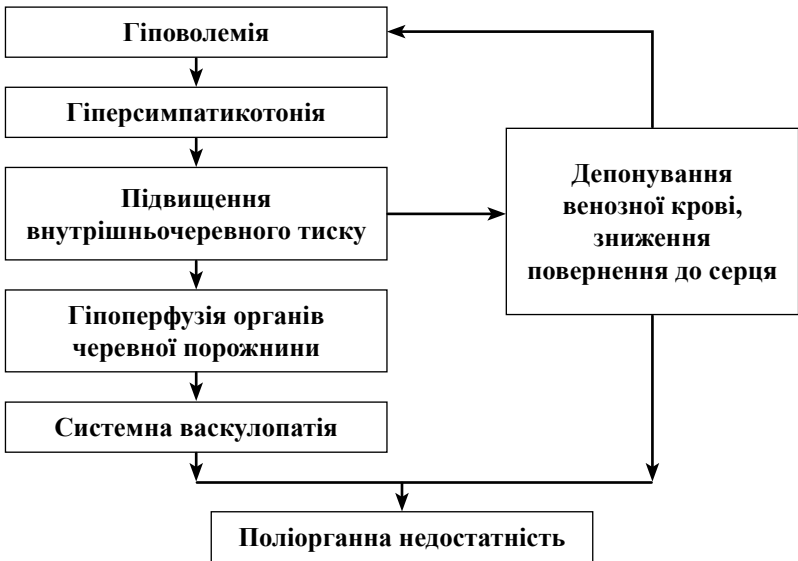 Гіповолемія
Гіперсимпатикотонія
Підвищення
внутрішньочеревного тиску
Депонування
венозної крові,
зниження
повернення до серця
Гіпоперфузія органів
черевної порожнини
Системна васкулопатія
Поліорганна недостатність